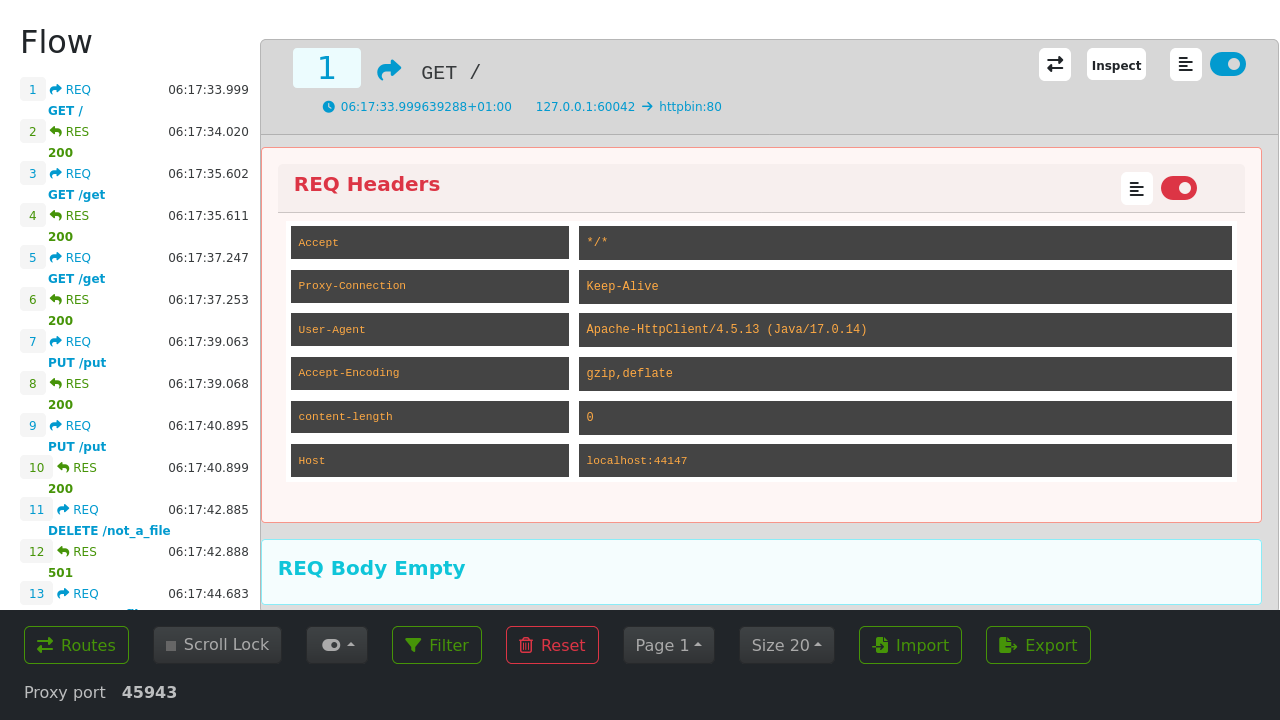 Flow
1 REQ 06:17:33.999
GET /
2 RES 06:17:34.020
200
3 REQ 06:17:35.602
GET /get
4 RES 06:17:35.611
200
5 REQ 06:17:37.247
GET /get
6 RES 06:17:37.253
200
7 REQ 06:17:39.063
PUT /put
8 RES 06:17:39.068
200
9 REQ 06:17:40.895
PUT /put
10 RES 06:17:40.899
200
11 REQ 06:17:42.885
DELETE /not_a_file
12 RES 06:17:42.888
501
13 REQ 06:17:44.683
1 GET / Inspect
06:17:33.999639288+01:00 127.0.0.1:60042 → httpbin:80
REQ Headers
Accept */*
Proxy-Connection Keep-Alive
User-Agent Apache-HttpClient/4.5.13 (Java/17.0.14)
Accept-Encoding gzip,deflate
content-length 0
Host localhost:44147
REQ Body Empty
Routes Scroll Lock Filter Reset Page 1 Size 20 Import Export
Proxy port 45943